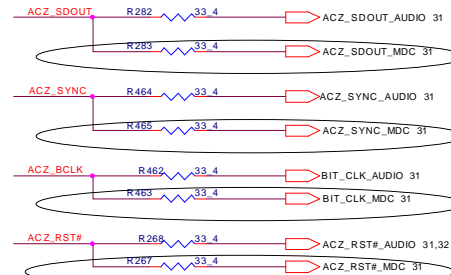 ACZ_SDOUT R282 33_4 ACZ_SDOUT_AUDIO 31
R283 33_4 ACZ_SDOUT_MDC 31
ACZ_SYNC R464 33_4 ACZ_SYNC_AUDIO 31
R465 33_4 ACZ_SYNC_MDC 31
ACZ_BCLK R462 33_4 BIT_CLK_AUDIO 31
R463 33_4 BIT_CLK_MDC 31
ACZ_RST# R268 33_4 ACZ_RST#_AUDIO 31,32
R267 33_4 ACZ_RST#_MDC 31